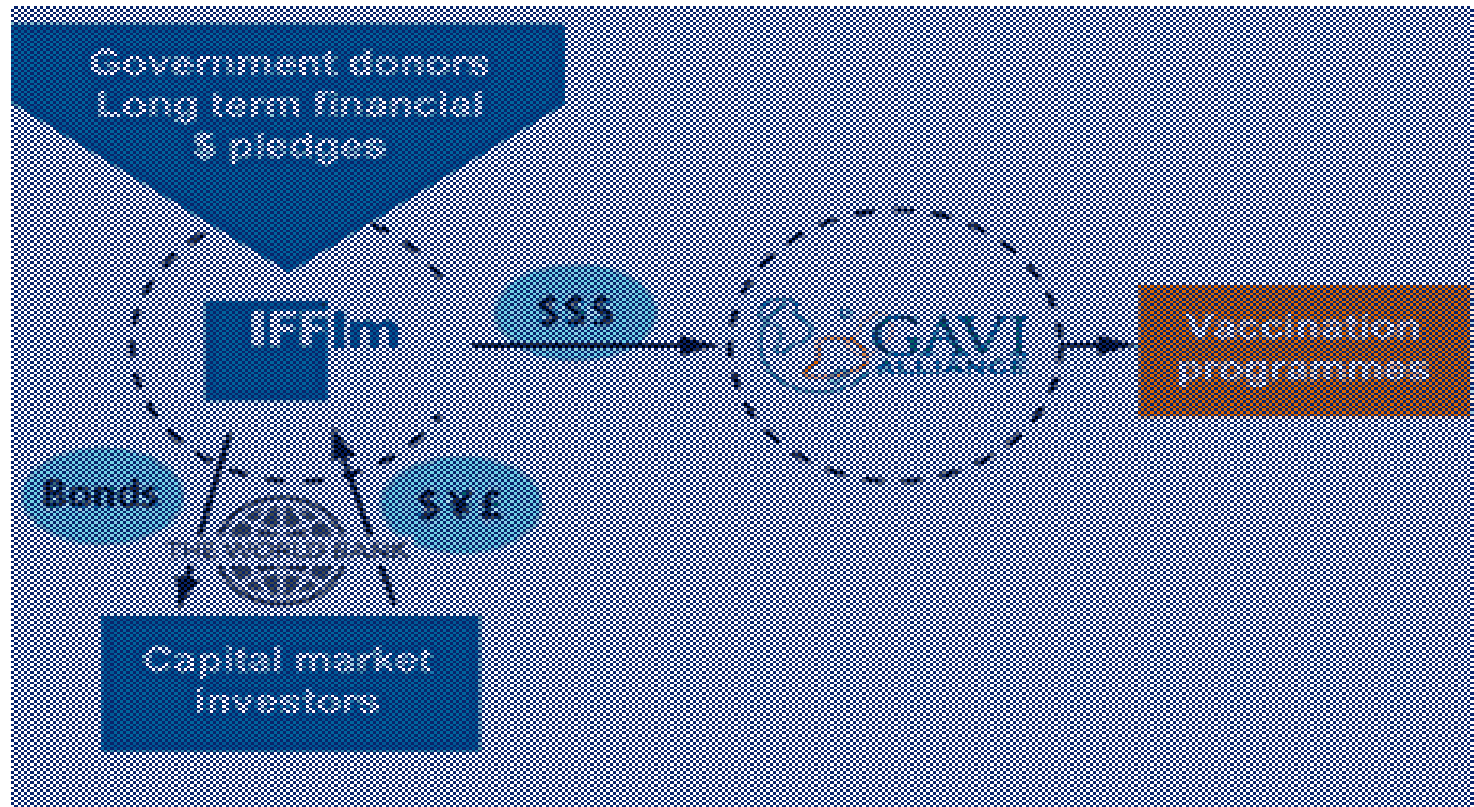 Government donors
Long term financial
$ pledges
IFFIm
$$$
GAVI
ALLIANCE
Vaccination
programmes
Bonds
$ ¥ £
THE WORLD BANK
Capital market
investors